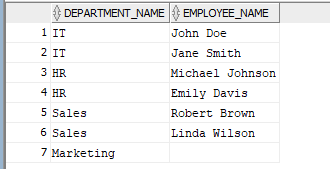 DEPARTMENT_NAME EMPLOYEE_NAME
1 IT John Doe
2 IT Jane Smith
3 HR Michael Johnson
4 HR Emily Davis
5 Sales Robert Brown
6 Sales Linda Wilson
7 Marketing